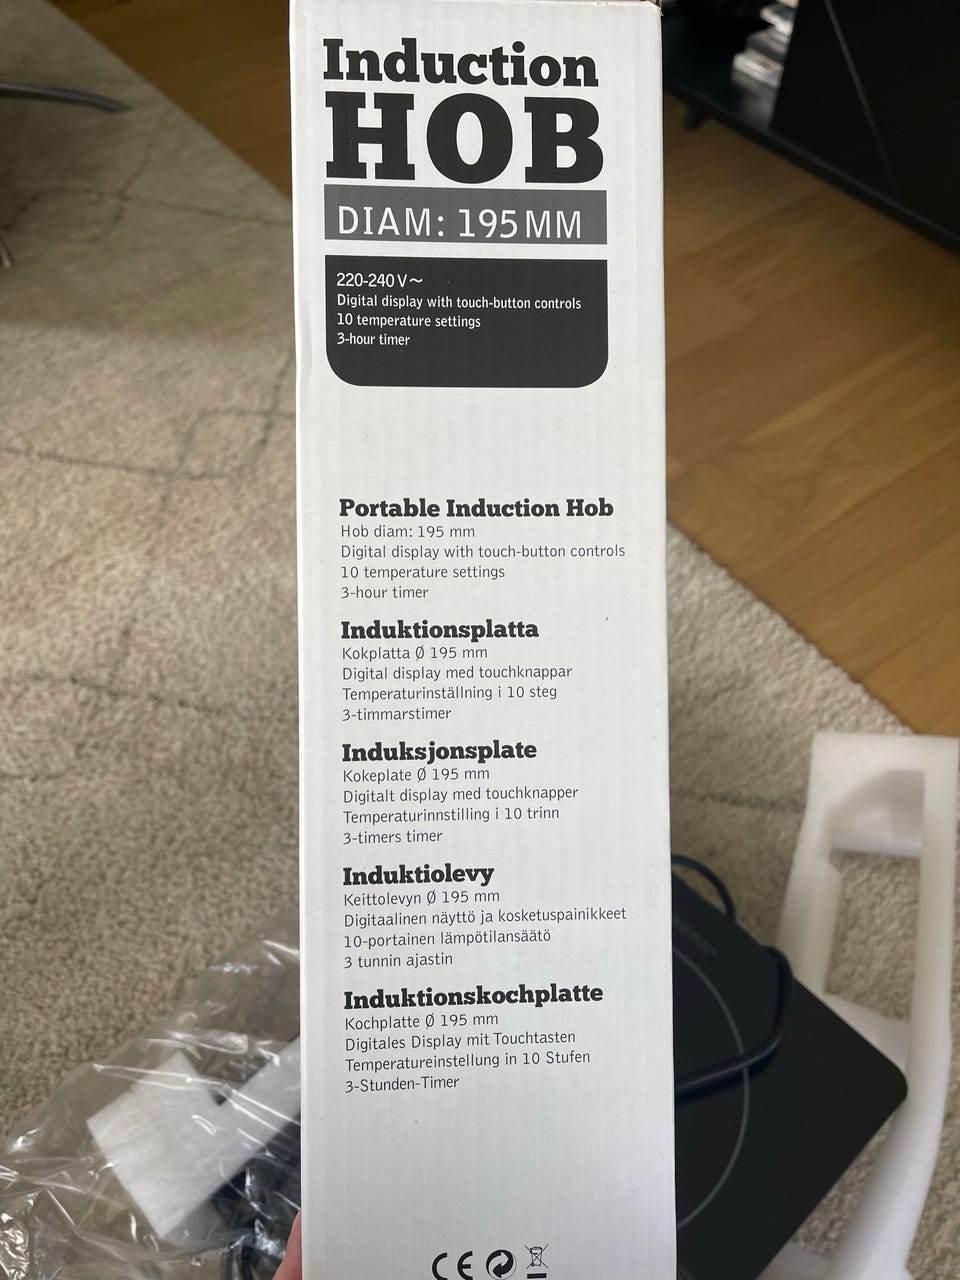 Induction
HOB
DIAM: 195MM
220-240 V~
Digital display with touch-button controls
10 temperature settings
3-hour timer
Portable Induction Hob
Hob diam: 195 mm
Digital display with touch-button controls
10 temperature settings
3-hour timer
Induktionsplatta
Kokplatta Ø 195 mm
Digital display med touchknappar
Temperaturinställning i 10 steg
3-timmarstimer
Induksjonsplate
Kokeplate Ø 195 mm
Digitalt display med touchknapper
Temperaturinnstilling i 10 trinn
3-timers timer
Induktiolevy
Keittolevyn Ø 195 mm
Digitaalinen näyttö ja kosketuspainikkeet
10-portainen lämpötilansäätö
3 tunnin ajastin
Induktionskochplatte
Kochplatte Ø 195 mm
Digitales Display mit Touchtasten
Temperatureinstellung in 10 Stufen
3-Stunden-Timer
CE